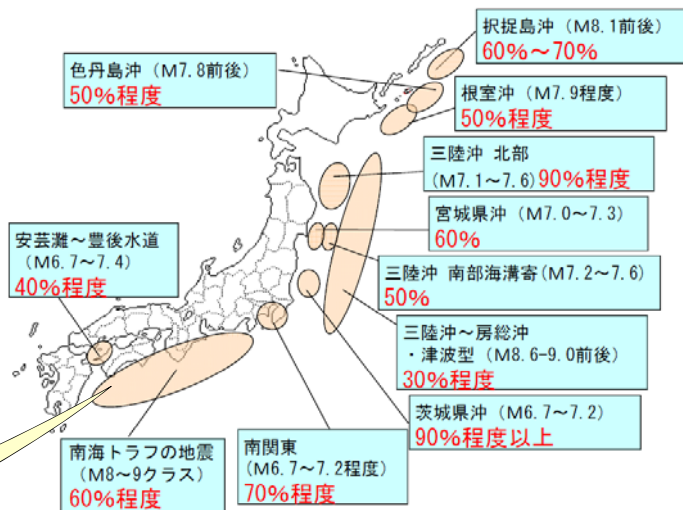 択捉島沖（M8.1前後）
60%～70%
色丹島沖（M7.8前後）
50%程度
根室沖（M7.9程度）
50%程度
三陸沖 北部
(M7.1～7.6) 90%程度
宮城県沖（M7.0～7.3）
60%
安芸灘～豊後水道
（M6.7～7.4）
40%程度
三陸沖 南部海溝寄(M7.2～7.6)
50%
三陸沖～房総沖
・津波型（M8.6-9.0前後）
30%程度
茨城県沖（M6.7～7.2）
90%程度以上
南海トラフの地震
（M8～9クラス）
60%程度
南関東
（M6.7～7.2程度）
70%程度